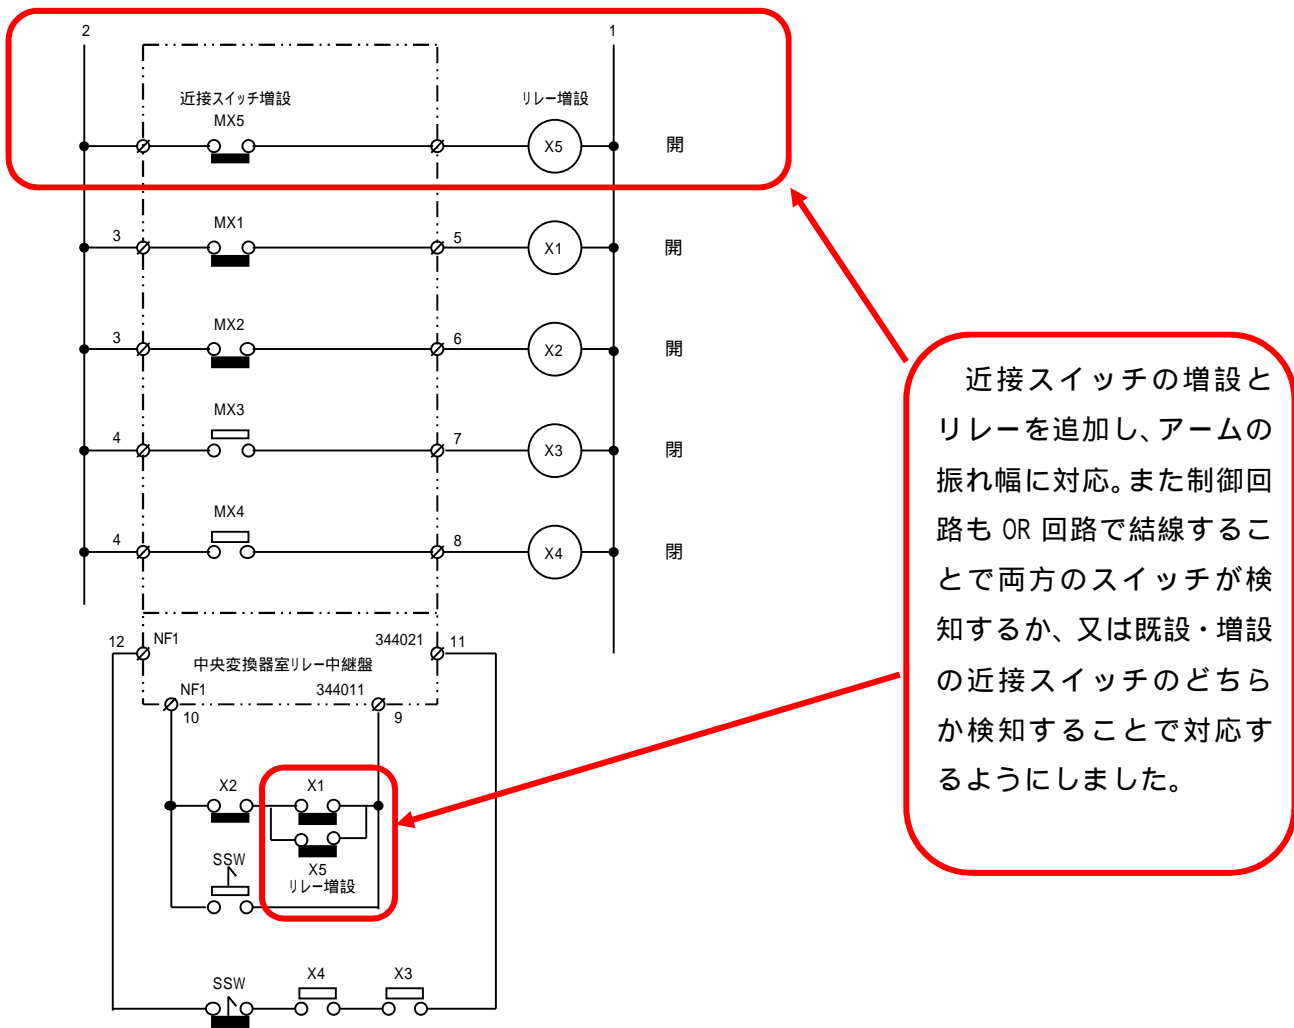 2
1
近接スイッチ増設
リレー増設
MX5
X5
開
MX1
3
5
X1
開
MX2
3
6
X2
開
MX3
4
7
X3
閉
MX4
4
8
X4
閉
12
NF1
344021
11
中央変換器室リレー中継盤
NF1
344011
10
9
X2
X1
SSW
X5
リレー増設
SSW
X4
X3
近接スイッチの増設と
リレーを追加し、アームの
振れ幅に対応。また制御回
路も OR 回路で結線するこ
とで両方のスイッチが検
知するか、又は既設・増設
の近接スイッチのどちら
か検知することで対応す
るようにしました。